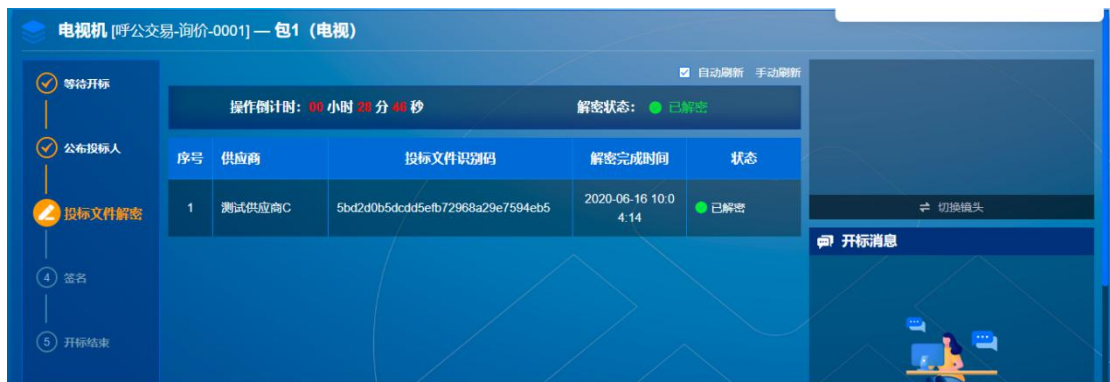 电视机 [呼公交易-询价-0001] — 包1（电视）
等待开标
公布投标人
投标文件解密
4 签名
5 开标结束
自动刷新 手动刷新
操作倒计时：00 小时 28 分 46 秒 解密状态： 已解密
序号 供应商 投标文件识别码 解密完成时间 状态
1 测试供应商C 5bd2d0b5dcdd5efb72968a29e7594eb5 2020-06-16 10:0
4:14 已解密
切换镜头
开标消息